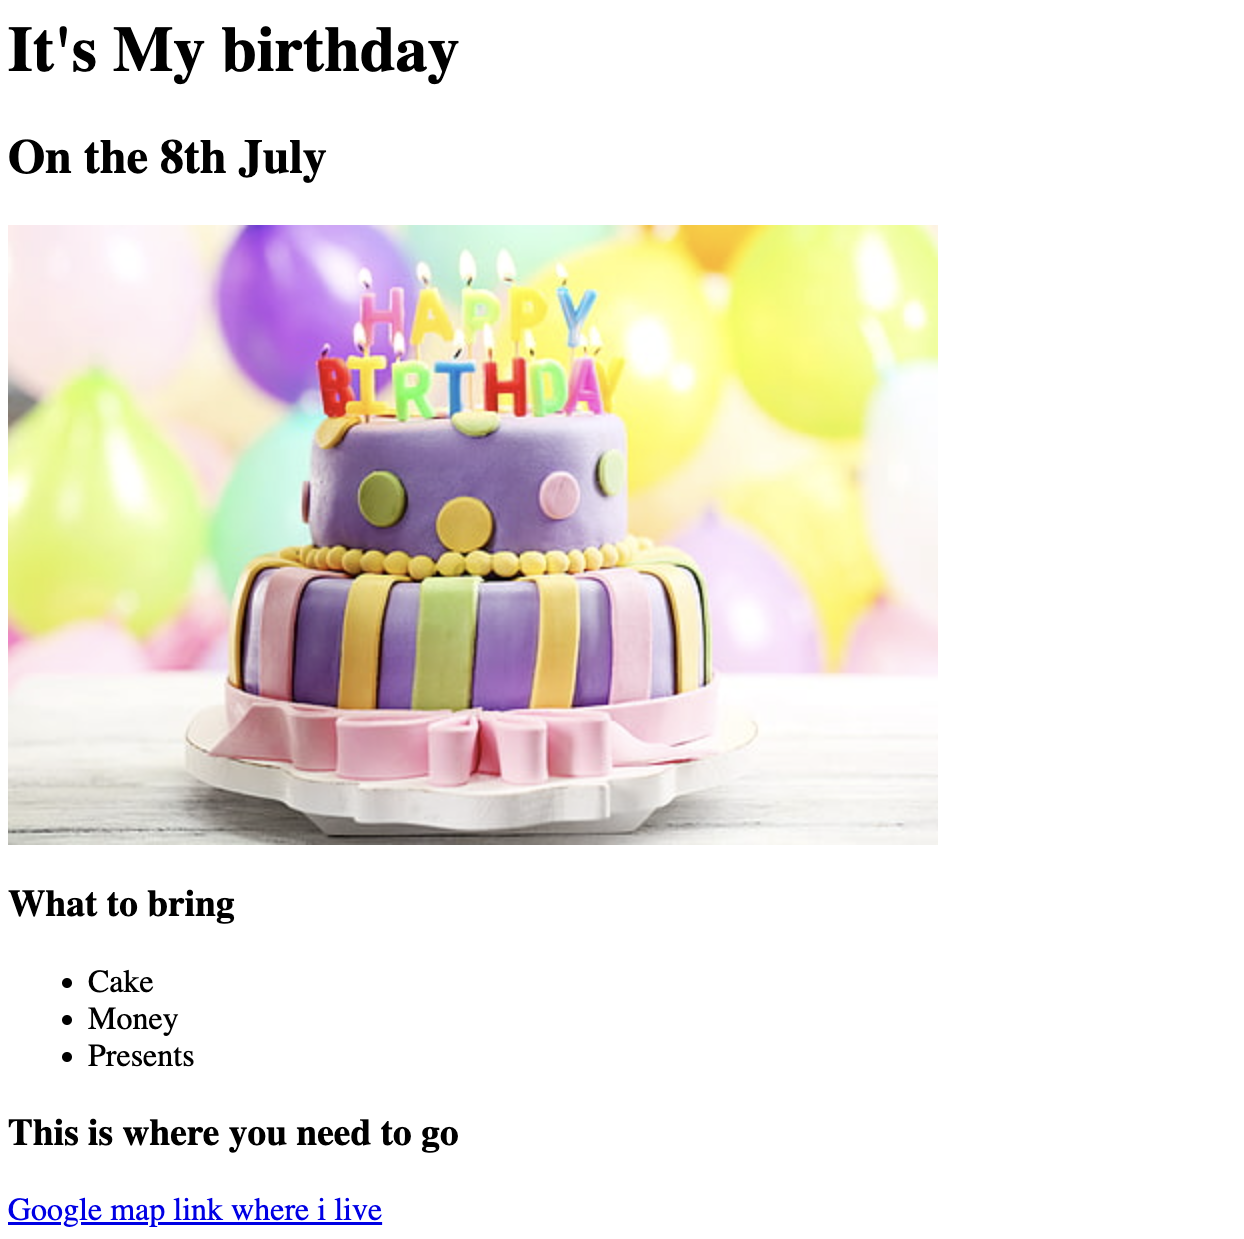 It's My birthday
On the 8th July
HAPPY
BIRTHDAY
What to bring
Cake
Money
Presents
This is where you need to go
Google map link where i live